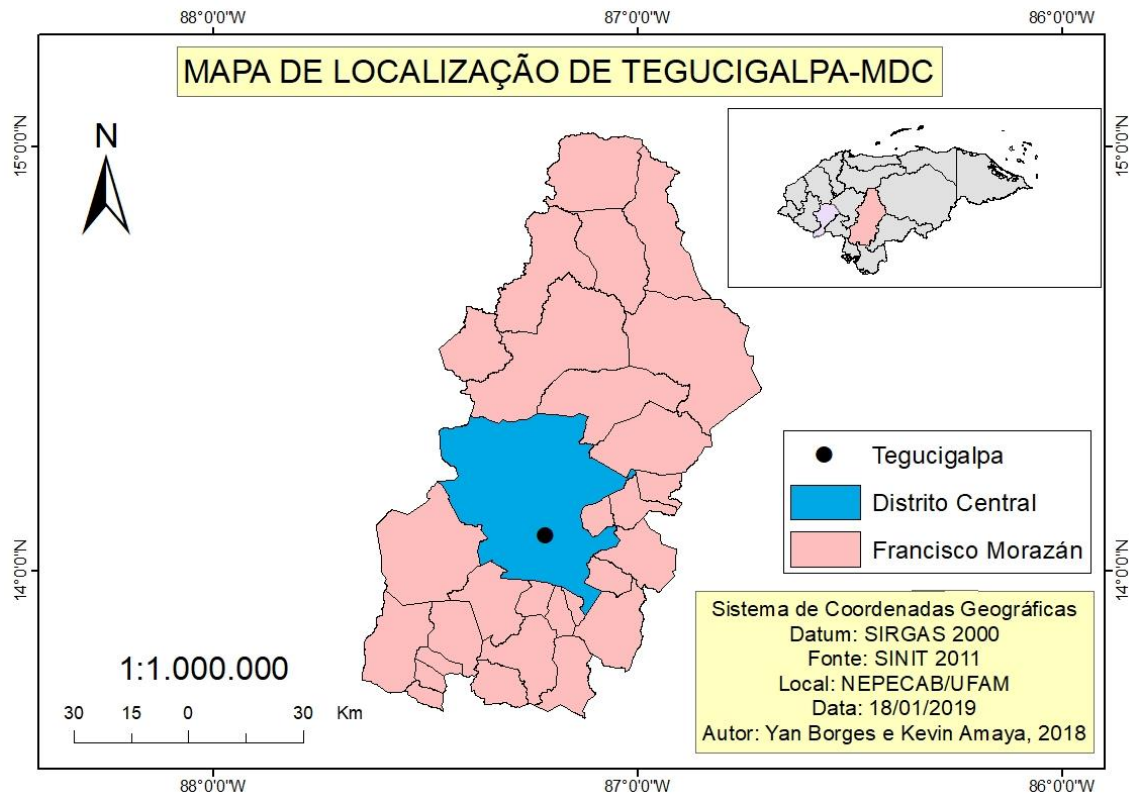 88°0'0"W 87°0'0"W 86°0'0"W
MAPA DE LOCALIZAÇÃO DE TEGUCIGALPA-MDC
N
15°0'0"N 15°0'0"N
Tegucigalpa
Distrito Central
Francisco Morazán
14°0'0"N 14°0'0"N
Sistema de Coordenadas Geográficas
Datum: SIRGAS 2000
Fonte: SINIT 2011
Local: NEPECAB/UFAM
Data: 18/01/2019
Autor: Yan Borges e Kevin Amaya, 2018
1:1.000.000
30 15 0 30 Km
88°0'0"W 87°0'0"W 86°0'0"W